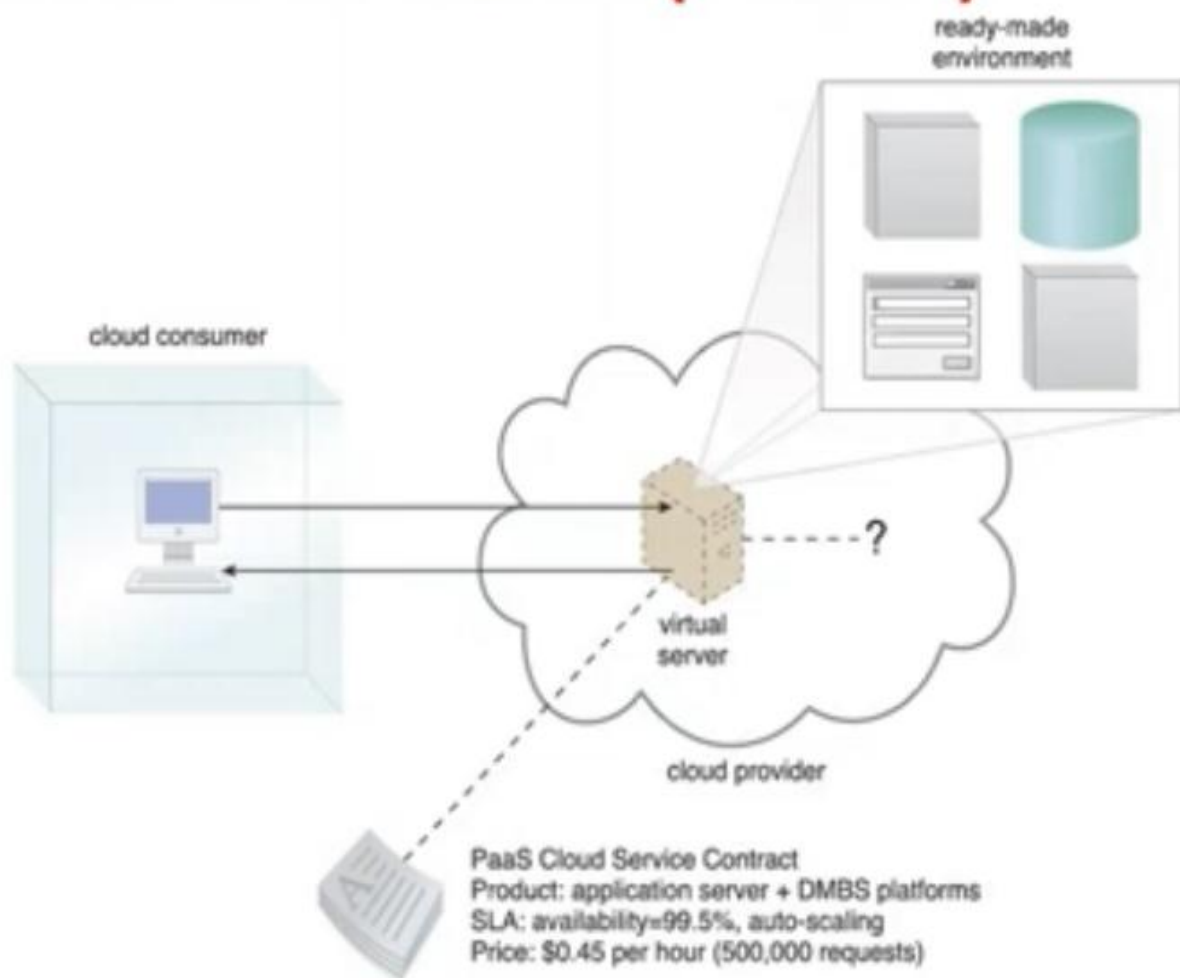 ready-made
environment
cloud consumer
?
virtual
server
cloud provider
A
PaaS Cloud Service Contract
Product: application server + DMBS platforms
SLA: availability=99.5%, auto-scaling
Price: $0.45 per hour (500,000 requests)